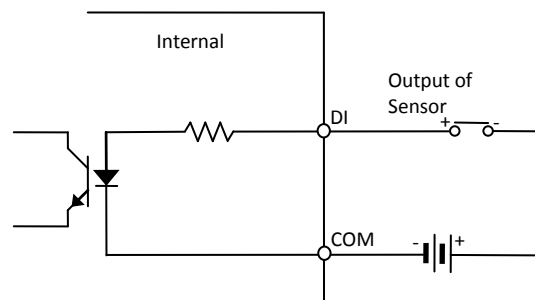 Internal
Output of
Sensor
DI
+ -
COM
- +